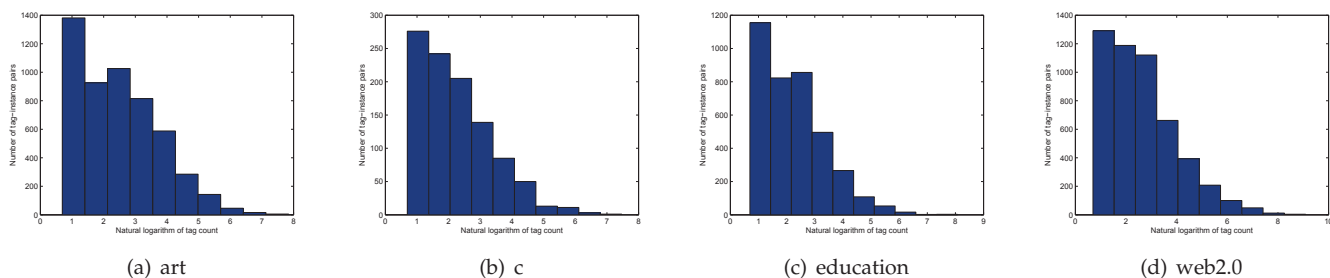 Number of tag-instance pairs
1400
1200
1000
800
600
400
200
0
0 1 2 3 4 5 6 7 8
Natural logarithm of tag count
(a) art
Number of tag-instance pairs
300
250
200
150
100
50
0
0 1 2 3 4 5 6 7 8
Natural logarithm of tag count
(b) c
Number of tag-instance pairs
1200
1000
800
600
400
200
0
0 1 2 3 4 5 6 7 8 9
Natural logarithm of tag count
(c) education
Number of tag-instance pairs
1400
1200
1000
800
600
400
200
0
0 2 4 6 8 10
Natural logarithm of tag count
(d) web2.0